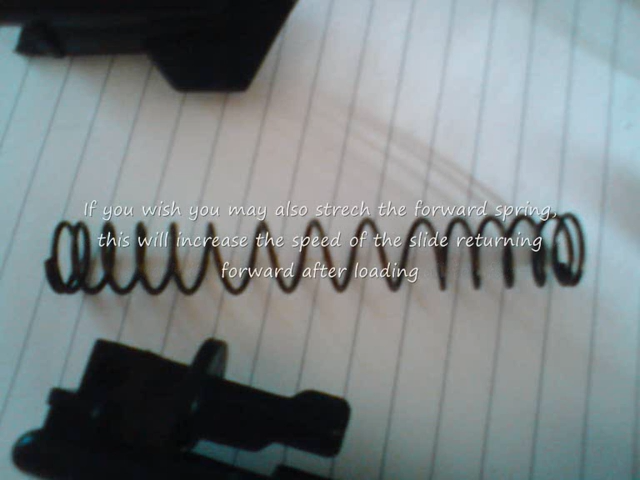 If you wish you may also strech the forward spring,
this will increase the speed of the slide returning
forward after loading